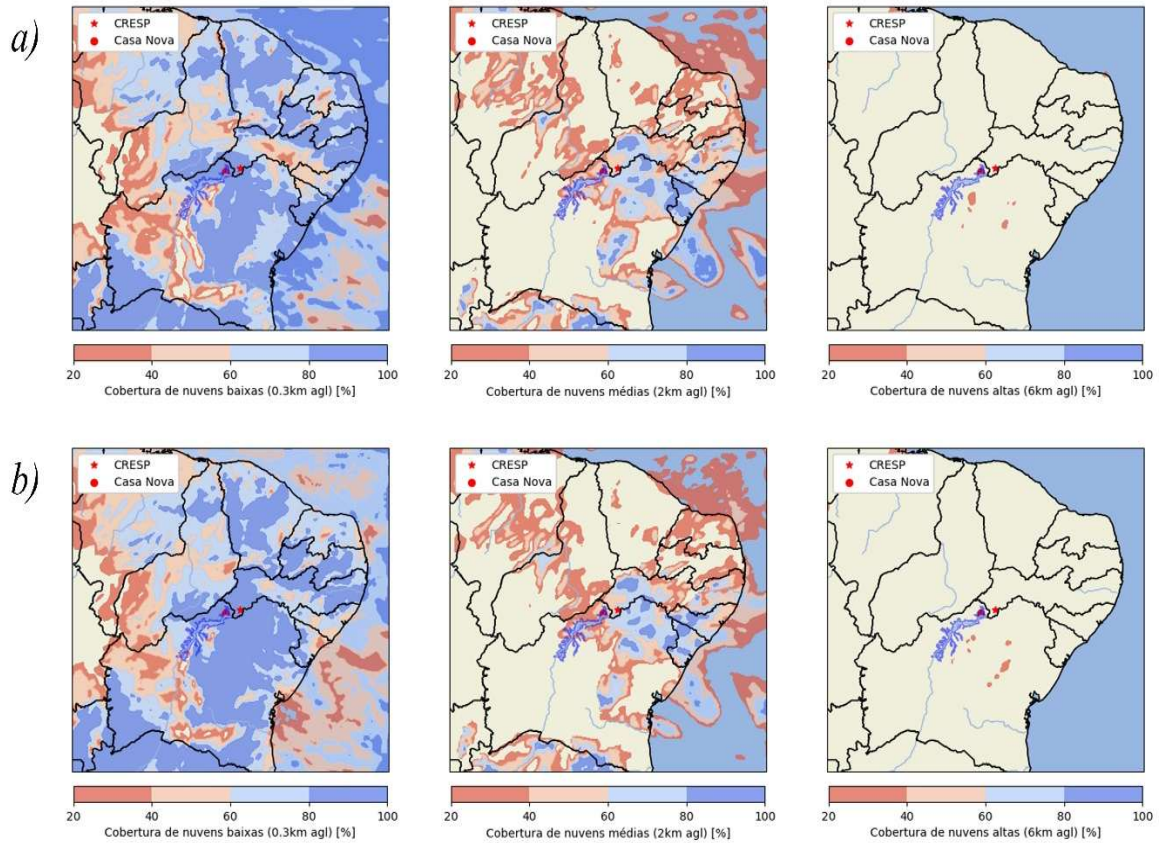 a)
CRESP
Casa Nova
CRESP
Casa Nova
CRESP
Casa Nova
20 40 60 80 100
Cobertura de nuvens baixas (0.3km agl) [%]
20 40 60 80 100
Cobertura de nuvens médias (2km agl) [%]
20 40 60 80 100
Cobertura de nuvens altas (6km agl) [%]
b)
CRESP
Casa Nova
CRESP
Casa Nova
CRESP
Casa Nova
20 40 60 80 100
Cobertura de nuvens baixas (0.3km agl) [%]
20 40 60 80 100
Cobertura de nuvens médias (2km agl) [%]
20 40 60 80 100
Cobertura de nuvens altas (6km agl) [%]